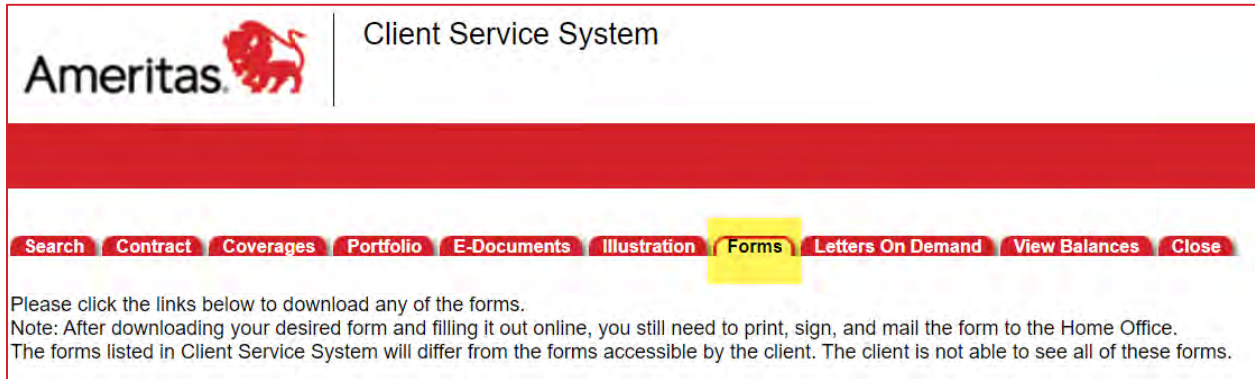 Ameritas.
Client Service System
Search Contract Coverages Portfolio E-Documents Illustration Forms Letters On Demand View Balances Close
Please click the links below to download any of the forms.
Note: After downloading your desired form and filling it out online, you still need to print, sign, and mail the form to the Home Office.
The forms listed in Client Service System will differ from the forms accessible by the client. The client is not able to see all of these forms.